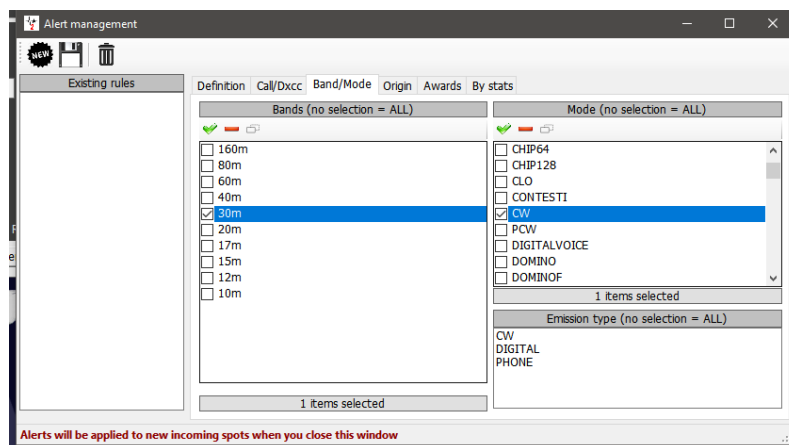 Alert management
NEW
Existing rules
Definition Call/Dxcc Band/Mode Origin Awards By stats
Bands (no selection = ALL)
160m
80m
60m
40m
30m
20m
17m
15m
12m
10m
1 items selected
Mode (no selection = ALL)
CHIP64
CHIP128
CLO
CONTESTI
CW
PCW
DIGITALVOICE
DOMINO
DOMINOF
1 items selected
Emission type (no selection = ALL)
CW
DIGITAL
PHONE
Alerts will be applied to new incoming spots when you close this window